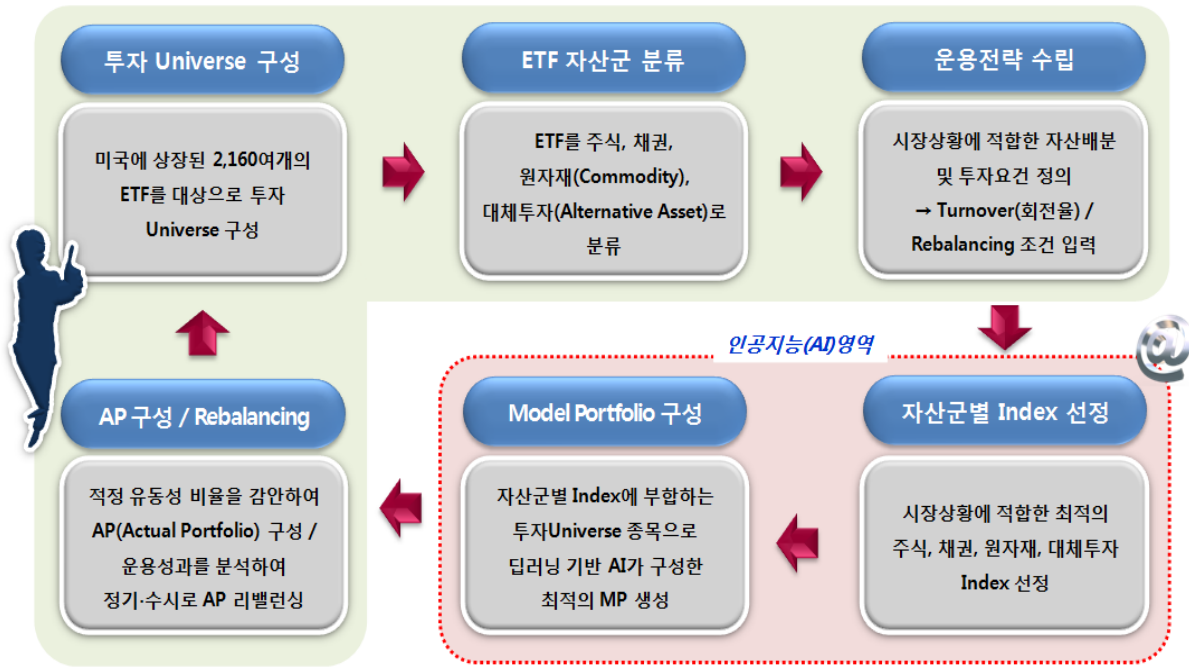 투자 Universe 구성
미국에 상장된 2,160여개의
ETF를 대상으로 투자
Universe 구성
ETF 자산군 분류
ETF를 주식, 채권,
원자재(Commodity),
대체투자(Alternative Asset)로
분류
운용전략 수립
시장상황에 적합한 자산배분
및 투자요건 정의
→ Turnover(회전율) /
Rebalancing 조건 입력
인공지능(AI)영역
@
자산군별 Index 선정
시장상황에 적합한 최적의
주식, 채권, 원자재, 대체투자
Index 선정
Model Portfolio 구성
자산군별 Index에 부합하는
투자Universe 종목으로
딥러닝 기반 AI가 구성한
최적의 MP 생성
AP 구성 / Rebalancing
적정 유동성 비율을 감안하여
AP(Actual Portfolio) 구성 /
운용성과를 분석하여
정기·수시로 AP 리밸런싱